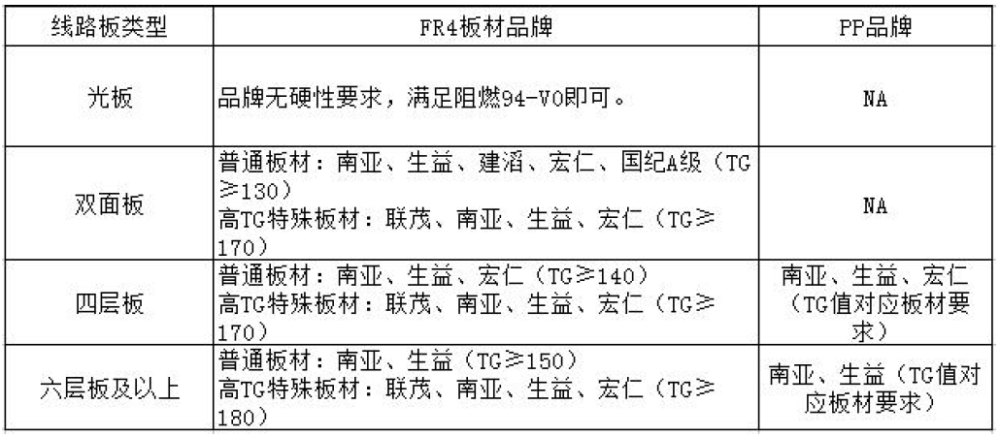 线路板类型 FR4板材品牌 PP品牌
光板 品牌无硬性要求，满足阻燃94-V0即可。 NA
双面板
普通板材：南亚、生益、建滔、宏仁、国纪A级（TG
≥130）
高TG特殊板材：联茂、南亚、生益、宏仁（TG≥
170）
NA
四层板
普通板材：南亚、生益、宏仁（TG≥140）
高TG特殊板材：联茂、南亚、生益、宏仁（TG≥
170）
南亚、生益、宏仁
（TG值对应板材要
求）
六层板及以上
普通板材：南亚、生益（TG≥150）
高TG特殊板材：联茂、南亚、生益、宏仁（TG≥
180）
南亚、生益（TG值对
应板材要求）